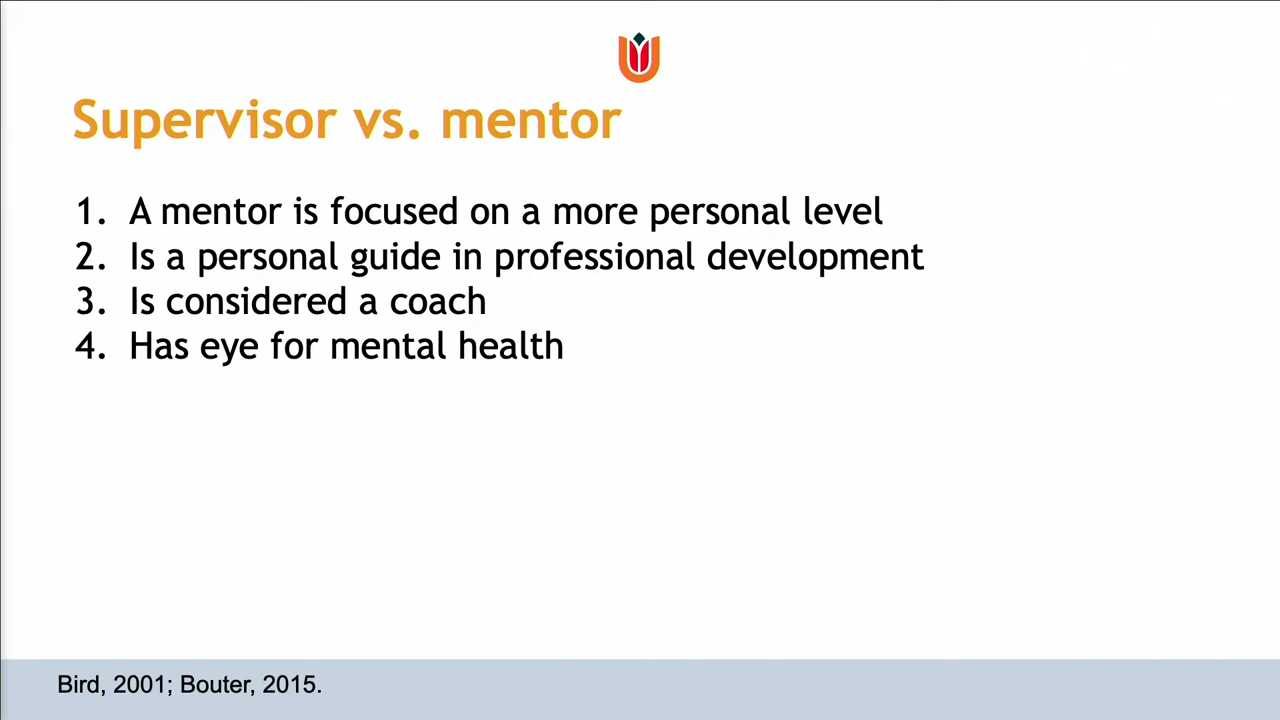 Supervisor vs. mentor
1. A mentor is focused on a more personal level
2. Is a personal guide in professional development
3. Is considered a coach
4. Has eye for mental health
Bird, 2001; Bouter, 2015.